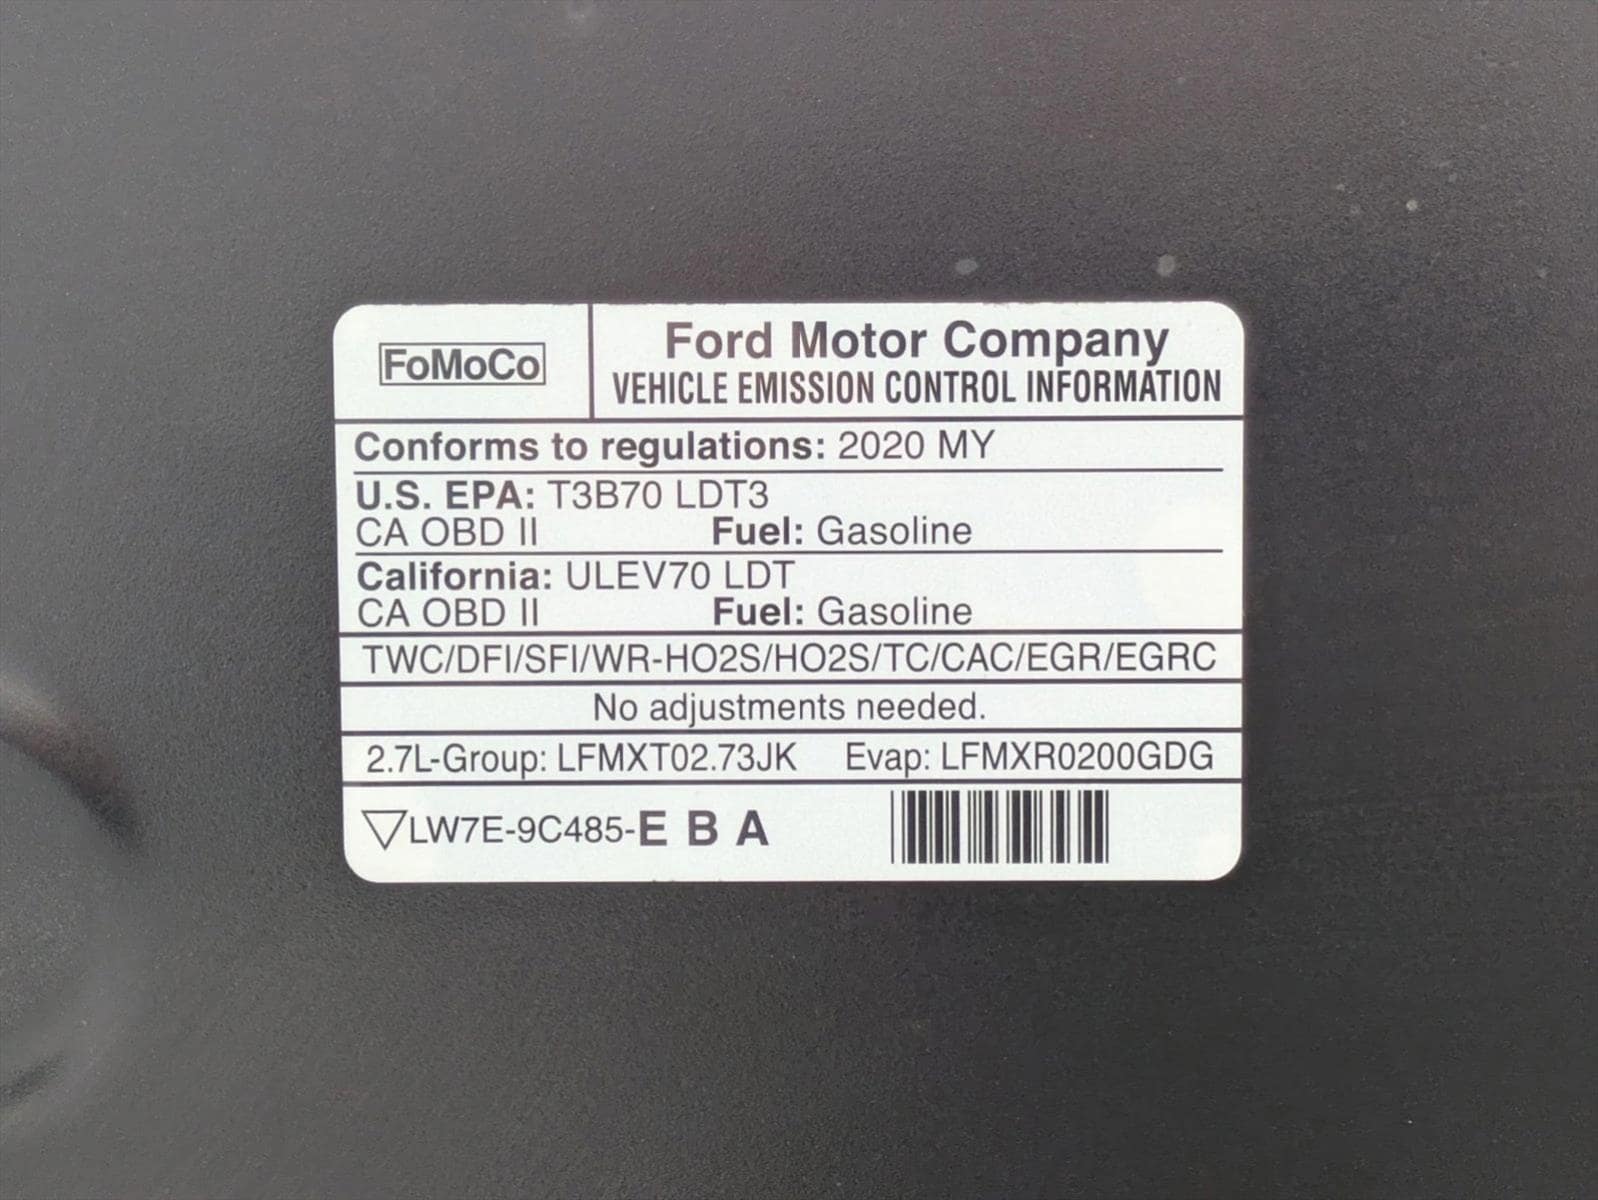 FoMoCo
Ford Motor Company
VEHICLE EMISSION CONTROL INFORMATION
Conforms to regulations: 2020 MY
U.S. EPA: T3B70 LDT3
CA OBD II Fuel: Gasoline
California: ULEV70 LDT
CA OBD II Fuel: Gasoline
TWC/DFI/SFI/WR-HO2S/HO2S/TC/CAC/EGR/EGRC
No adjustments needed.
2.7L-Group: LFMXT02.73JK Evap: LFMXR0200GDG
LW7E-9C485-E B A